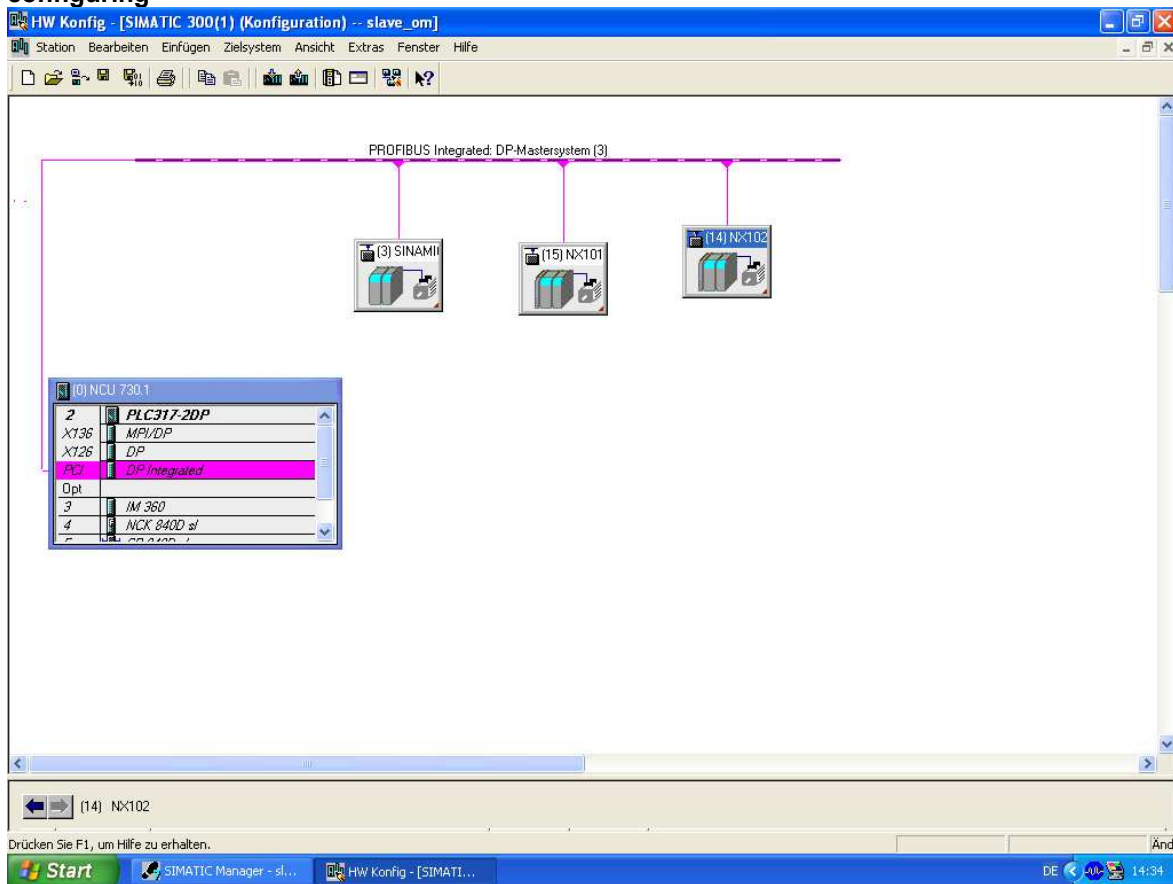 HW Konfig - [SIMATIC 300(1) (Konfiguration) -- slave_om]
Station Bearbeiten Einfügen Zielsystem Ansicht Extras Fenster Hilfe
PROFIBUS Integrated: DP-Mastersystem (3)
(3) SINAMI
(15) NX101
(14) NX102
(0) NCU 730.1
2 PLC317-2DP
X136 MPI/DP
X126 DP
PCI DP Integrated
Opt
3 IM 360
4 NCK 840D sl
(14) NX102
Drücken Sie F1, um Hilfe zu erhalten.
Änd
Start SIMATIC Manager - sl... HW Konfig - [SIMATI... DE 14:34